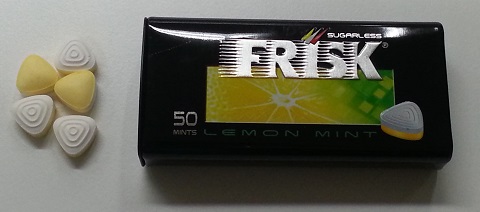 SUGARLESS
FRISK®
50
MINTS
LEMON MINT